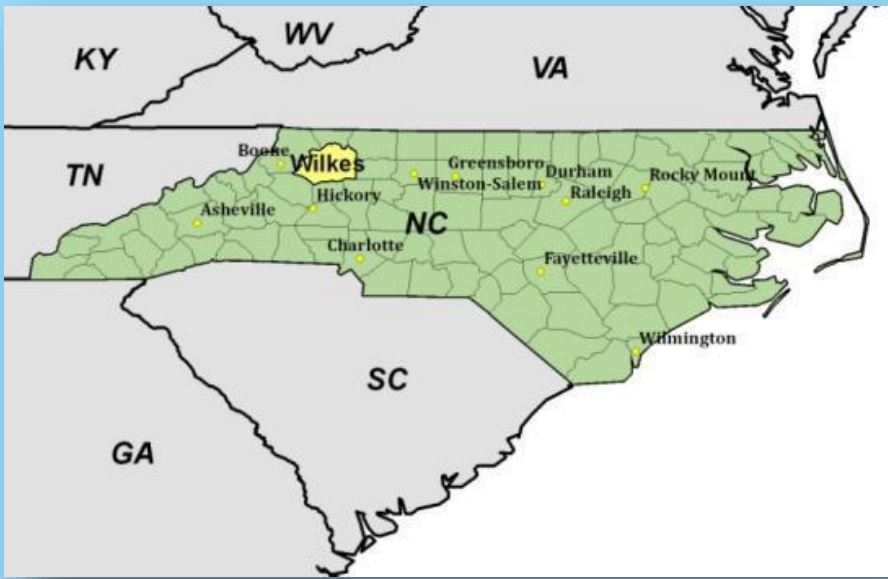 WV
KY
VA
Boone
Wilkes
Greensboro
Durham
Rocky Mount
TN
Winston-Salem
Raleigh
Hickory
Asheville
NC
Charlotte
Fayetteville
Wilmington
SC
GA